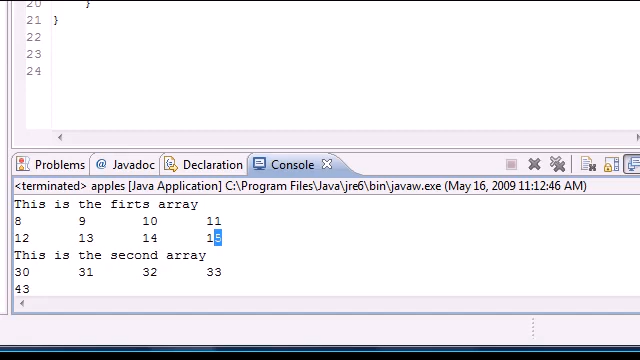 20 }
21 }
22
23
24
Problems @ Javadoc Declaration Console
<terminated> apples [Java Application] C:\Program Files\Java\jre6\bin\javaw.exe (May 16, 2009 11:12:46 AM)
This is the firts array
8 9 10 11
12 13 14 15
This is the second array
30 31 32 33
43